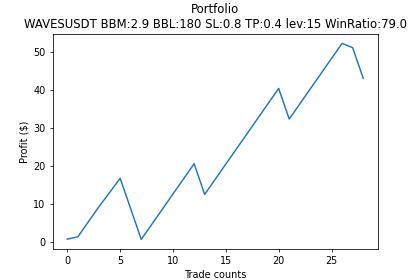 Portfolio
WAVESUSDT BBM:2.9 BBL:180 SL:0.8 TP:0.4 lev:15 WinRatio:79.0
50
40
30
20
10
0
Profit ($)
0 5 10 15 20 25
Trade counts